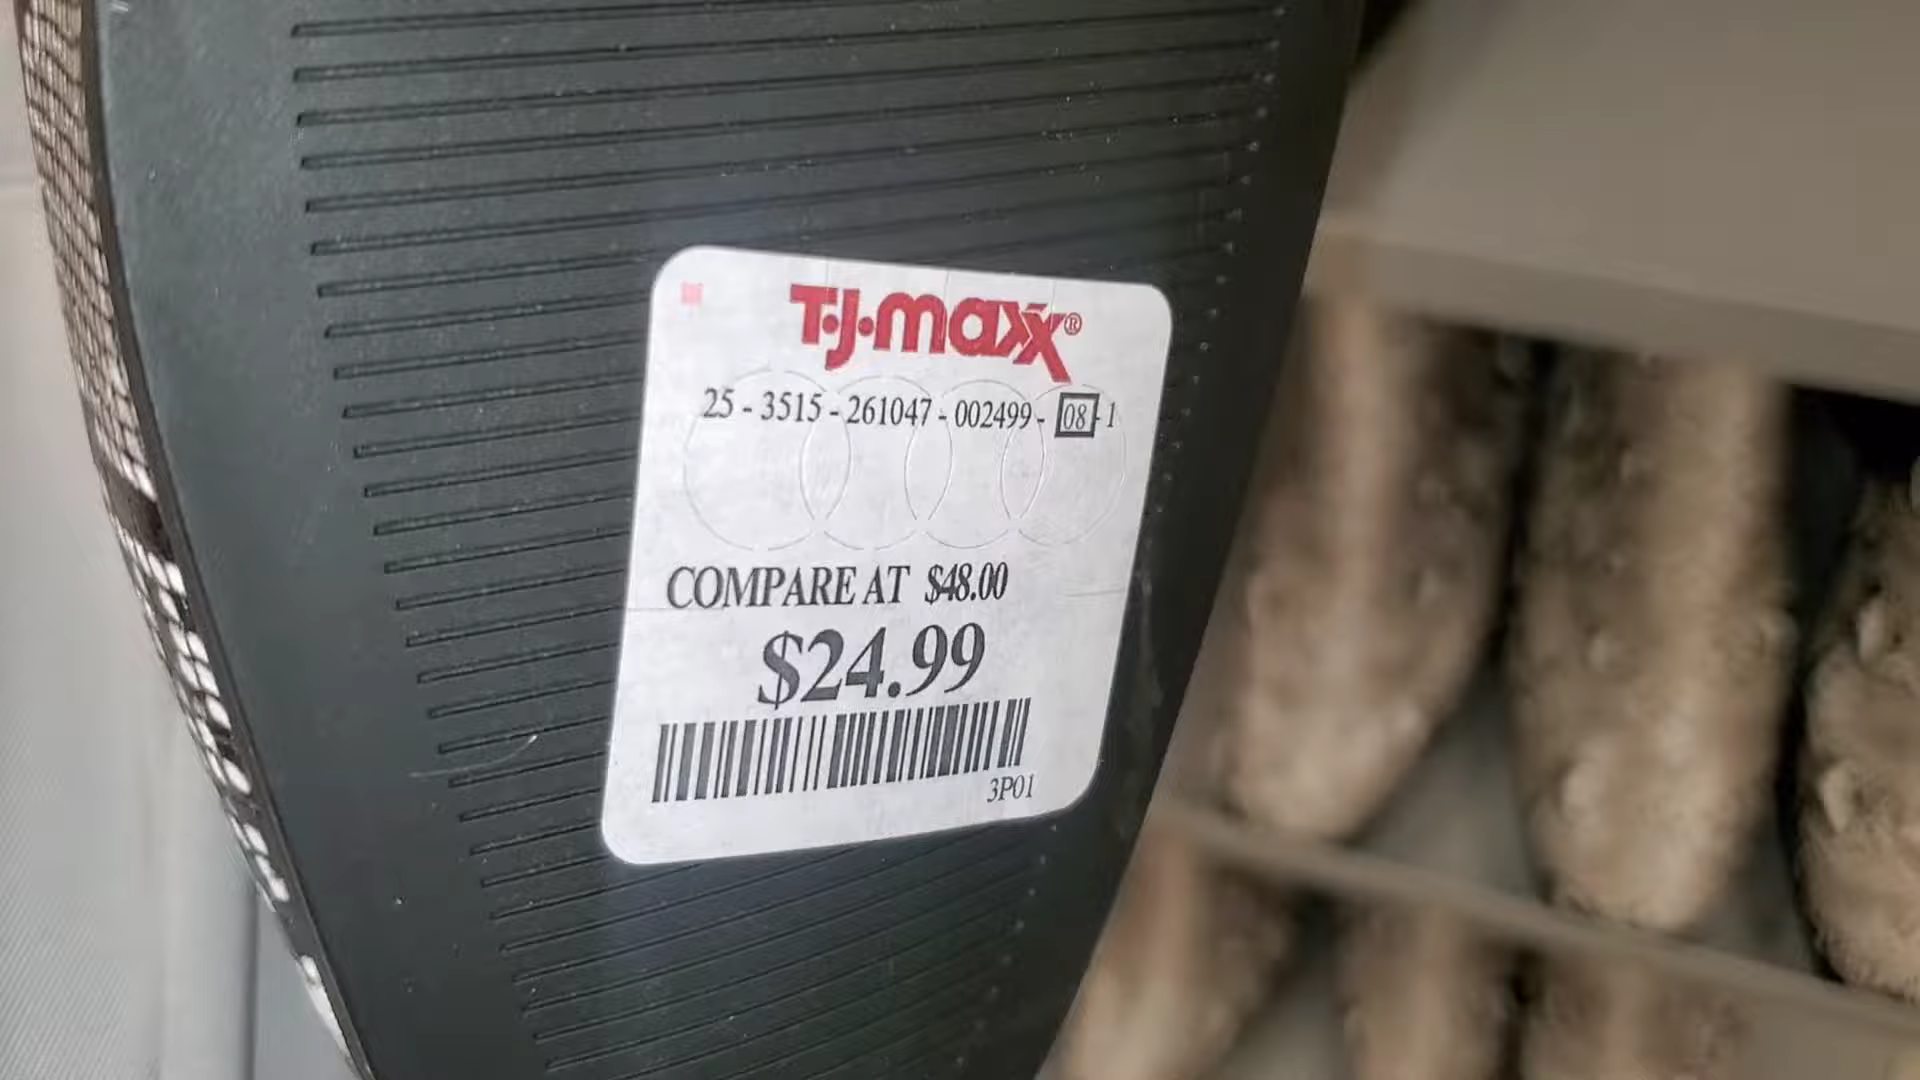 T.J.maxx®
25 - 3515 - 261047 - 002499 - 08 - 1
COMPARE AT $48.00
$24.99
3P01